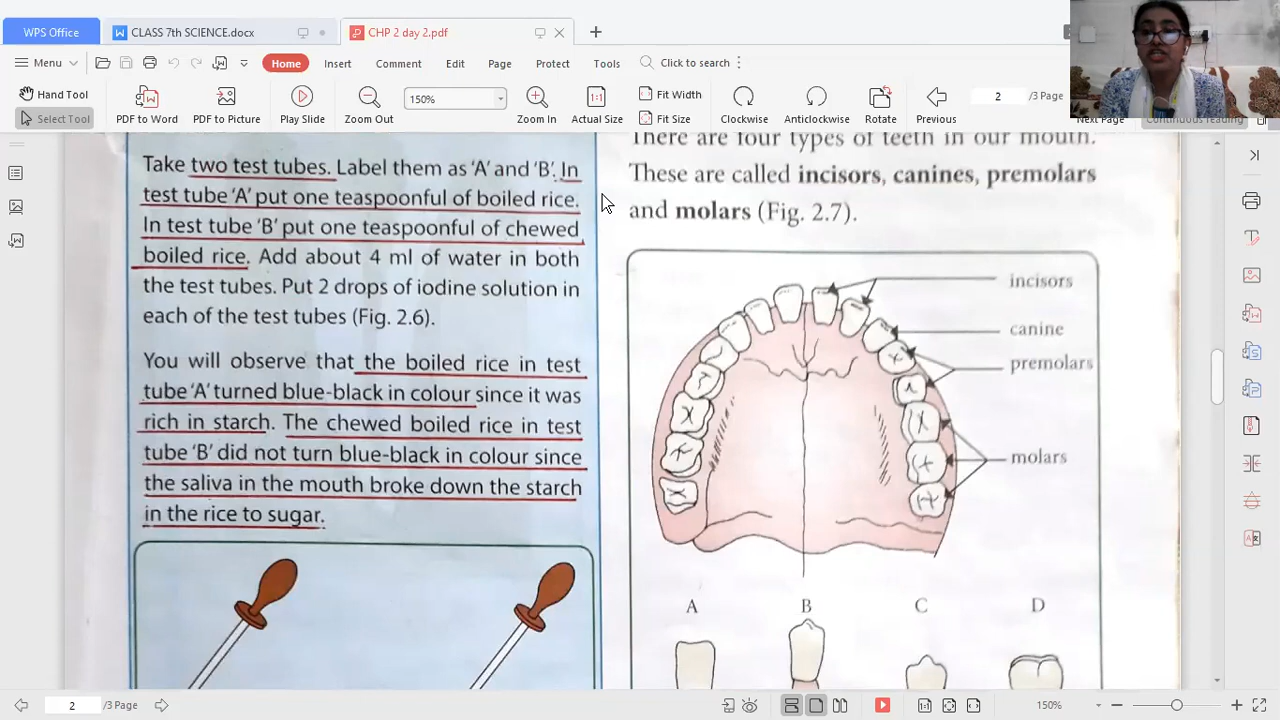 WPS Office
CLASS 7th SCIENCE.docx
CHP 2 day 2.pdf
Menu
Home
Insert
Comment
Edit
Page
Protect
Tools
Click to search
Hand Tool
Select Tool
PDF to Word
PDF to Picture
Play Slide
Zoom Out
150%
Zoom In
Actual Size
Fit Width
Fit Size
Clockwise
Anticlockwise
Rotate
Previous
2
/3 Page
Next Page
Continuous reading
Take two test tubes. Label them as 'A' and 'B'. In
test tube 'A' put one teaspoonful of boiled rice.
In test tube 'B' put one teaspoonful of chewed
boiled rice. Add about 4 ml of water in both
the test tubes. Put 2 drops of iodine solution in
each of the test tubes (Fig. 2.6).
You will observe that the boiled rice in test
tube 'A' turned blue-black in colour since it was
rich in starch. The chewed boiled rice in test
tube 'B' did not turn blue-black in colour since
the saliva in the mouth broke down the starch
in the rice to sugar.
There are four types of teeth in our mouth.
These are called incisors, canines, premolars
and molars (Fig. 2.7).
incisors
canine
premolars
molars
A
B
C
D
2
/3 Page
150%